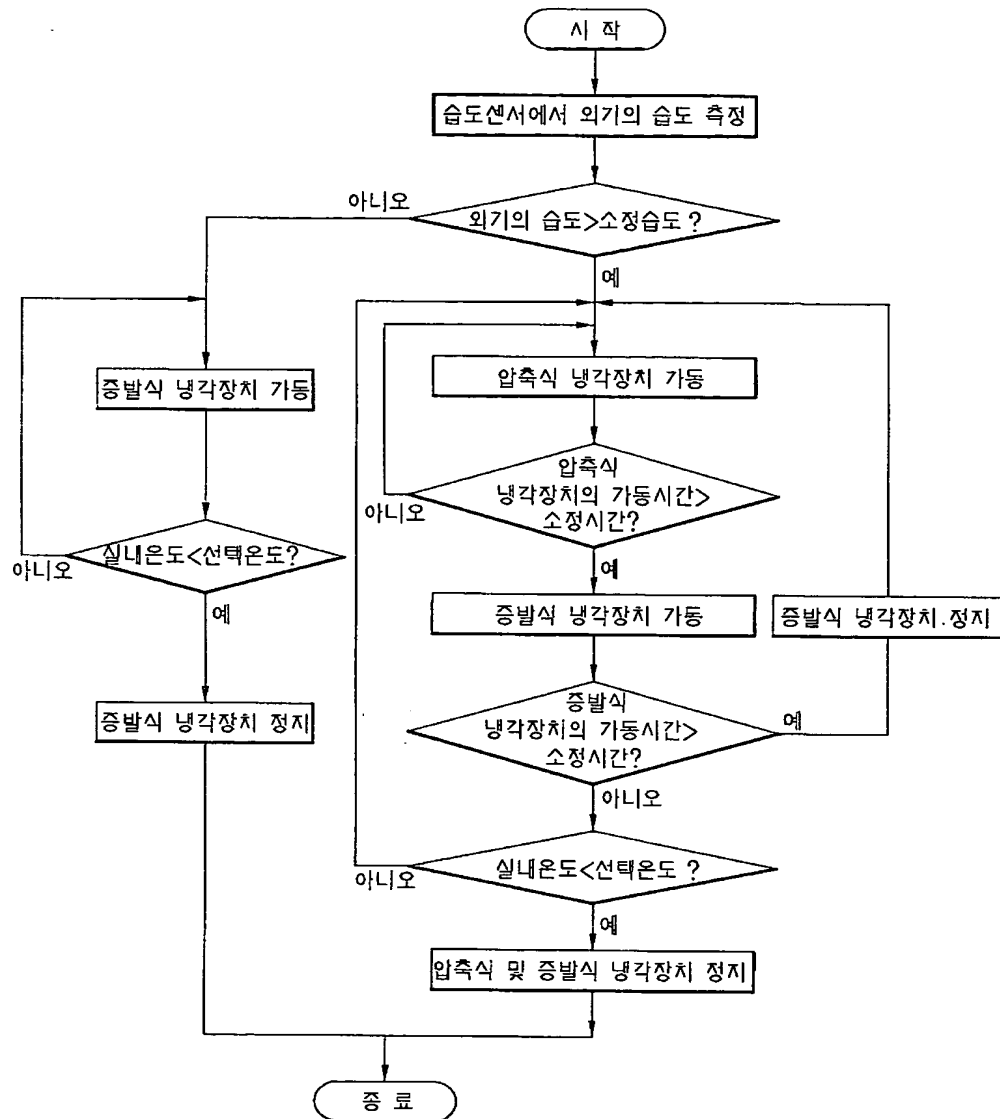 시 작
습도센서에서 외기의 습도 측정
외기의 습도>소정습도?
아니오
예
증발식 냉각장치 가동
실내온도<선택온도?
아니오
예
증발식 냉각장치 정지
압축식 냉각장치 가동
압축식
냉각장치의 가동시간>
소정시간?
아니오
예
증발식 냉각장치 가동
증발식
냉각장치의 가동시간>
소정시간?
예
증발식 냉각장치.정지
아니오
실내온도<선택온도 ?
아니오
예
압축식 및 증발식 냉각장치 정지
종 료